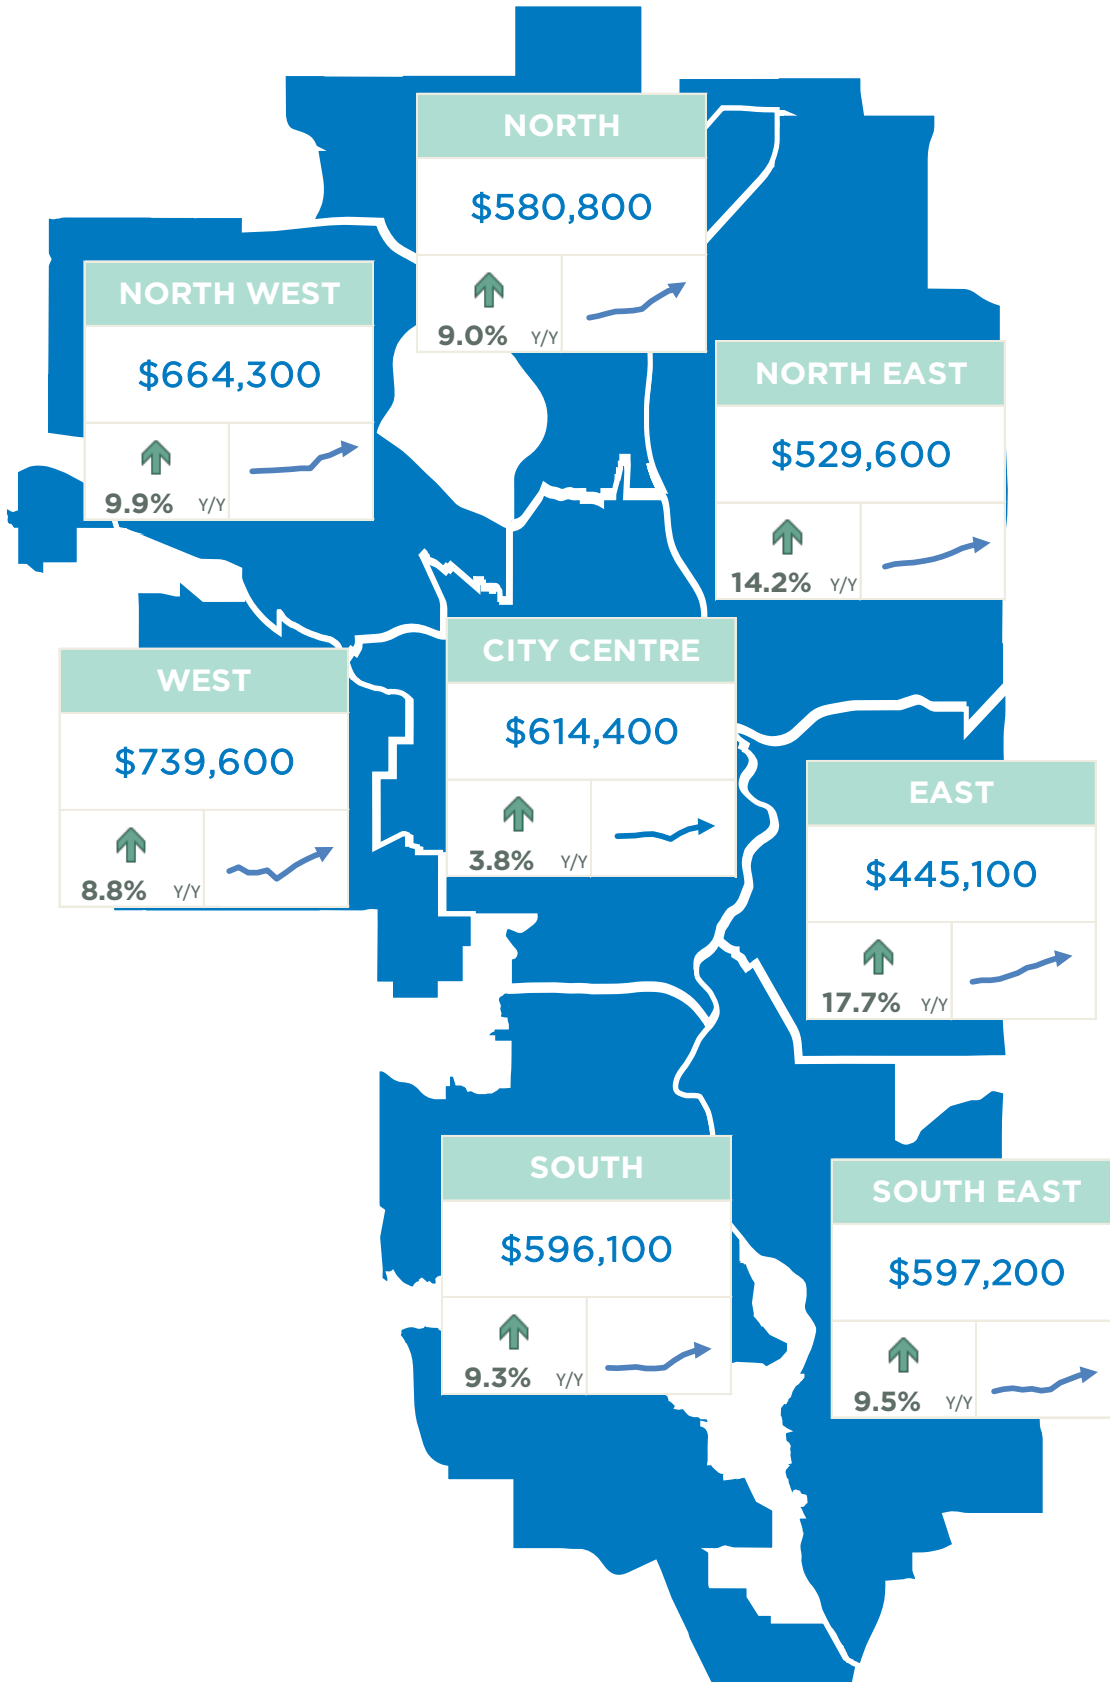 NORTH
$580,800
9.0% Y/Y
NORTH WEST
$664,300
9.9% Y/Y
NORTH EAST
$529,600
14.2% Y/Y
CITY CENTRE
$614,400
3.8% Y/Y
WEST
$739,600
8.8% Y/Y
EAST
$445,100
17.7% Y/Y
SOUTH
$596,100
9.3% Y/Y
SOUTH EAST
$597,200
9.5% Y/Y